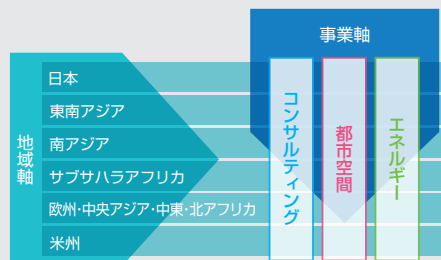 事業軸
地域軸
日本
東南アジア
南アジア
サブサハラアフリカ
欧州・中央アジア・中東・北アフリカ
米州
コンサルティング
都市空間
エネルギー